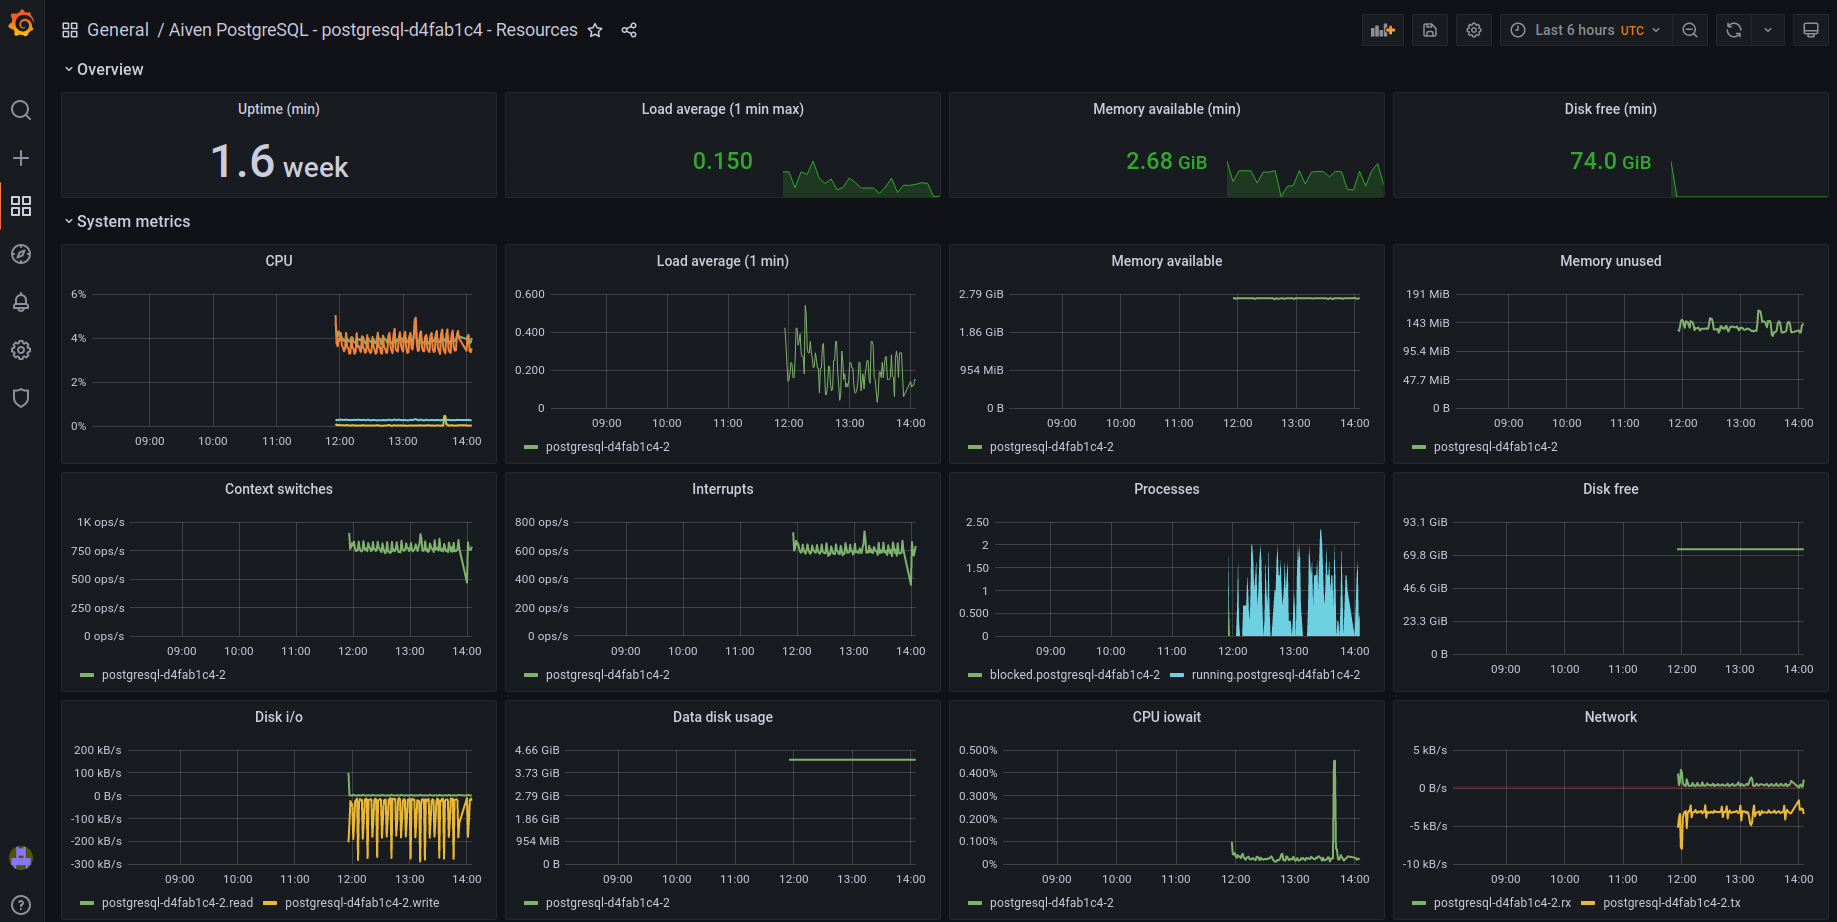 General / Aiven PostgreSQL - postgresql-d4fab1c4 - Resources
Last 6 hours UTC
Overview
Uptime (min)
1.6 week
Load average (1 min max)
0.150
Memory available (min)
2.68 GiB
Disk free (min)
74.0 GiB
System metrics
CPU
6%
4%
2%
0%
09:00 10:00 11:00 12:00 13:00 14:00
Load average (1 min)
0.600
0.400
0.200
0
09:00 10:00 11:00 12:00 13:00 14:00
postgresql-d4fab1c4-2
Memory available
2.79 GiB
1.86 GiB
954 MiB
0 B
09:00 10:00 11:00 12:00 13:00 14:00
postgresql-d4fab1c4-2
Memory unused
191 MiB
143 MiB
95.4 MiB
47.7 MiB
0 B
09:00 10:00 11:00 12:00 13:00 14:00
postgresql-d4fab1c4-2
Context switches
1K ops/s
750 ops/s
500 ops/s
250 ops/s
0 ops/s
09:00 10:00 11:00 12:00 13:00 14:00
postgresql-d4fab1c4-2
Interrupts
800 ops/s
600 ops/s
400 ops/s
200 ops/s
0 ops/s
09:00 10:00 11:00 12:00 13:00 14:00
postgresql-d4fab1c4-2
Processes
2.50
2
1.50
1
0.500
0
09:00 10:00 11:00 12:00 13:00 14:00
blocked.postgresql-d4fab1c4-2 running.postgresql-d4fab1c4-2
Disk free
93.1 GiB
69.8 GiB
46.6 GiB
23.3 GiB
0 B
09:00 10:00 11:00 12:00 13:00 14:00
Disk i/o
200 kB/s
100 kB/s
0 B/s
-100 kB/s
-200 kB/s
-300 kB/s
09:00 10:00 11:00 12:00 13:00 14:00
postgresql-d4fab1c4-2.read postgresql-d4fab1c4-2.write
Data disk usage
4.66 GiB
3.73 GiB
2.79 GiB
1.86 GiB
954 MiB
0 B
09:00 10:00 11:00 12:00 13:00 14:00
postgresql-d4fab1c4-2
CPU iowait
0.500%
0.400%
0.300%
0.200%
0.100%
0%
09:00 10:00 11:00 12:00 13:00 14:00
postgresql-d4fab1c4-2
Network
5 kB/s
0 B/s
-5 kB/s
-10 kB/s
09:00 10:00 11:00 12:00 13:00 14:00
postgresql-d4fab1c4-2.rx postgresql-d4fab1c4-2.tx